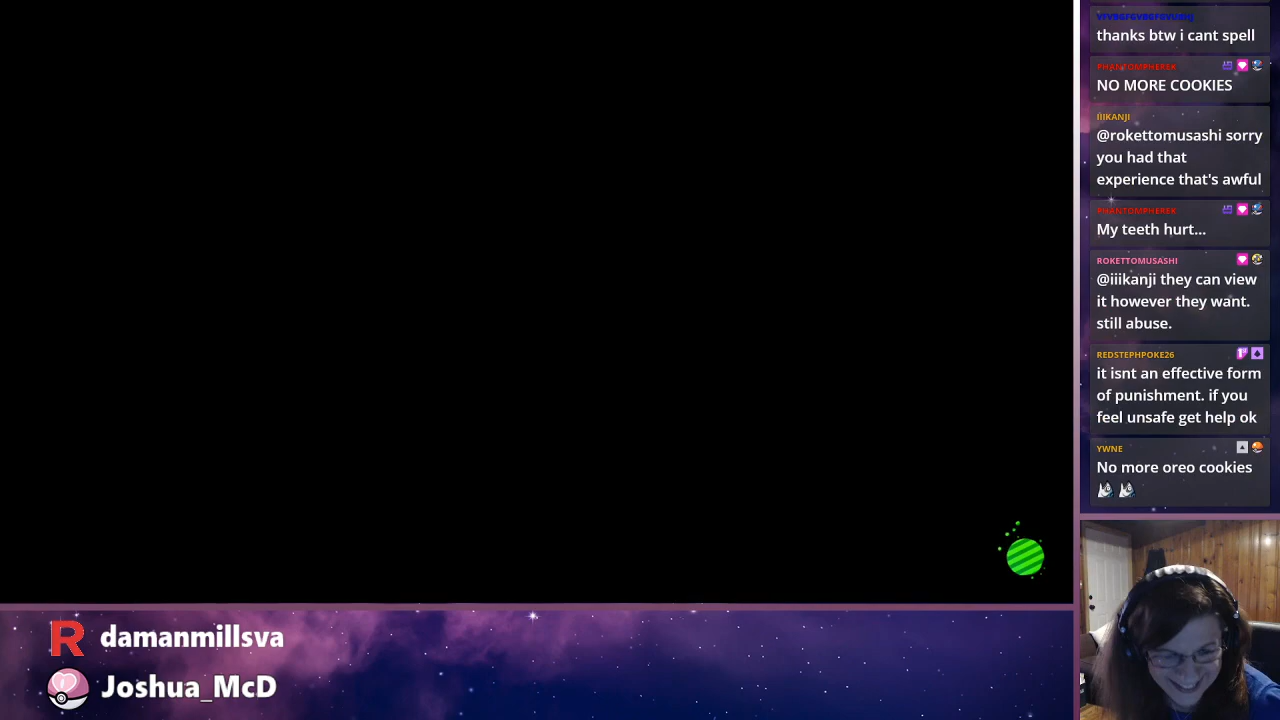 thanks btw i cant spell
PHANTOMPHEREK
NO MORE COOKIES
IIIKANJI
@rokettomusashi sorry
you had that
experience that's awful
PHANTOMPHEREK
My teeth hurt...
ROKETTOMUSASHI
@iiikanji they can view
it however they want.
still abuse.
REDSTEPHPOKE26
it isnt an effective form
of punishment. if you
feel unsafe get help ok
YWNE
No more oreo cookies
R damanmillsva
Joshua_McD